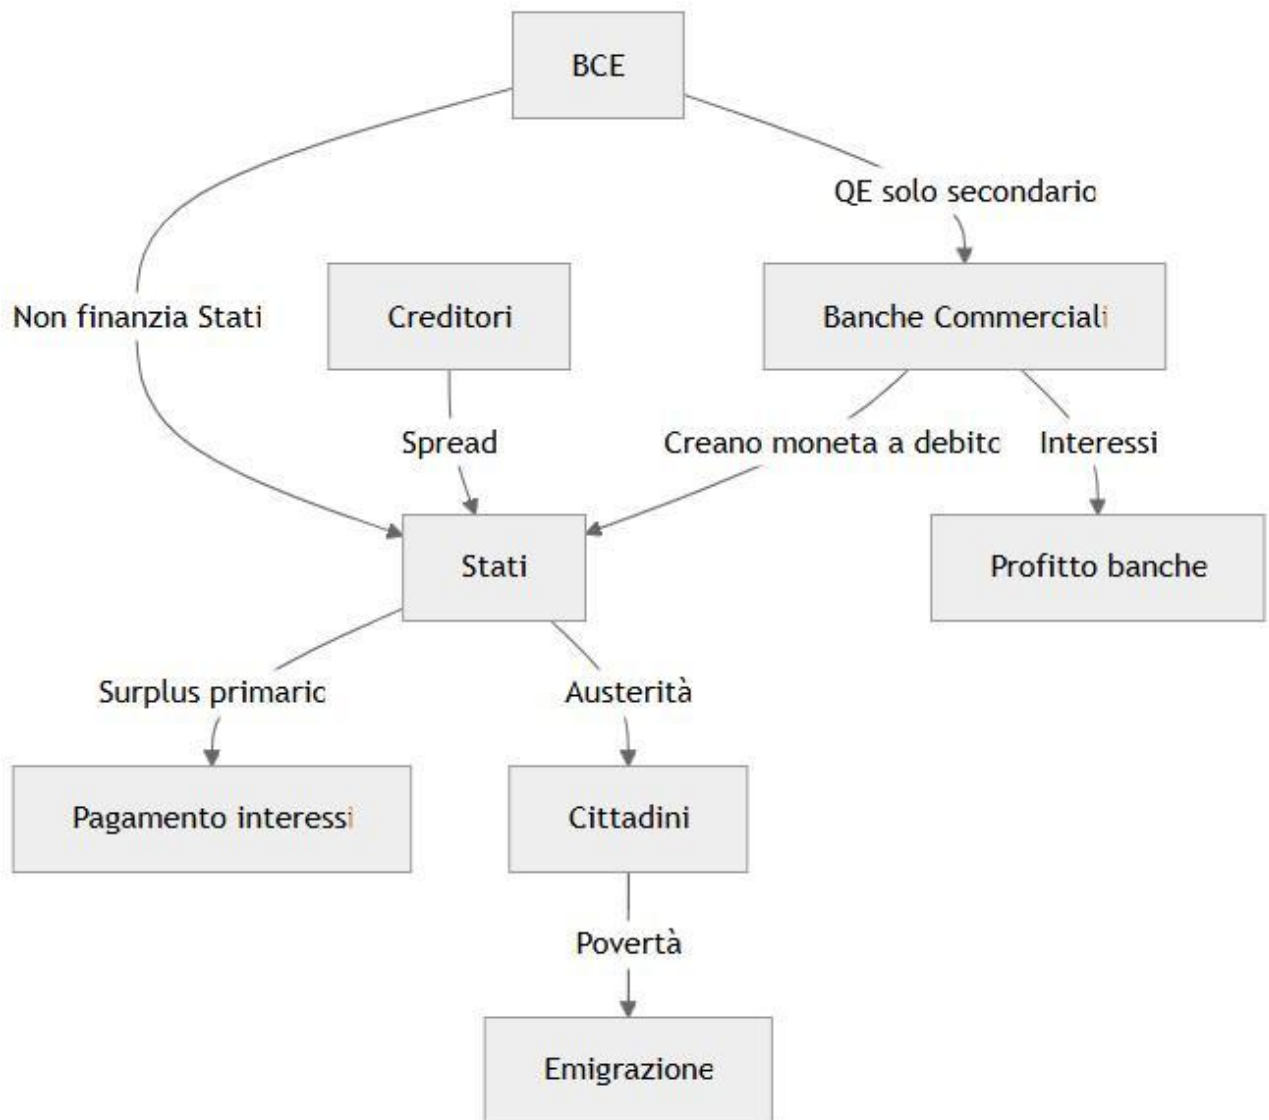 BCE
QE solo secondario
Non finanzia Stati
Creditori
Banche Commerciali
Spread
Creano moneta a debito
Interessi
Stati
Profitto banche
Surplus primario
Austerità
Pagamento interessi
Cittadini
Povertà
Emigrazione